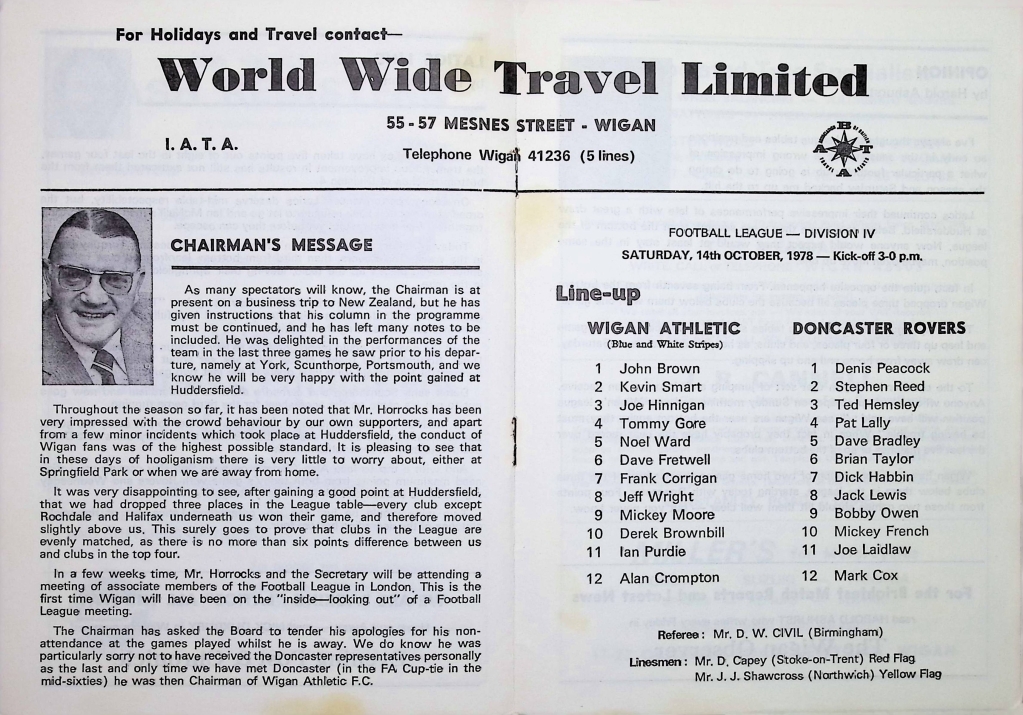 For Holidays and Travel contact—
World Wide Travel Limited
55-57 MESNES STREET - WIGAN
I. A. T. A.
Telephone Wigan 41236 (5 lines)
A B T A
CHAIRMAN'S MESSAGE
As many spectators will know, the Chairman is at
present on a business trip to New Zealand, but he has
given instructions that his column in the programme
must be continued, and he has left many notes to be
included. He was delighted in the performances of the
team in the last three games he saw prior to his depar-
ture, namely at York, Scunthorpe, Portsmouth, and we
know he will be very happy with the point gained at
Huddersfield.
Throughout the season so far, it has been noted that Mr. Horrocks has been
very impressed with the crowd behaviour by our own supporters, and apart
from a few minor incidents which took place at Huddersfield, the conduct of
Wigan fans was of the highest possible standard. It is pleasing to see that
in these days of hooliganism there is very little to worry about, either at
Springfield Park or when we are away from home.
It was very disappointing to see, after gaining a good point at Huddersfield,
that we had dropped three places in the League table—every club except
Rochdale and Halifax underneath us won their game, and therefore moved
slightly above us. This surely goes to prove that clubs in the League are
evenly matched, as there is no more than six points difference between us
and clubs in the top four.
In a few weeks time, Mr. Horrocks and the Secretary will be attending a
meeting of associate members of the Football League in London. This is the
first time Wigan will have been on the "inside—looking out" of a Football
League meeting.
The Chairman has asked the Board to tender his apologies for his non-
attendance at the games played whilst he is away. We do know he was
particularly sorry not to have received the Doncaster representatives personally
as the last and only time we have met Doncaster (in the FA Cup-tie in the
mid-sixties) he was then Chairman of Wigan Athletic F.C.
FOOTBALL LEAGUE — DIVISION IV
SATURDAY, 14th OCTOBER, 1978 — Kick-off 3-0 p.m.
Line-up
WIGAN ATHLETIC
(Blue and White Stripes)
1 John Brown
2 Kevin Smart
3 Joe Hinnigan
4 Tommy Gore
5 Noel Ward
6 Dave Fretwell
7 Frank Corrigan
8 Jeff Wright
9 Mickey Moore
10 Derek Brownbill
11 Ian Purdie
12 Alan Crompton
DONCASTER ROVERS
1 Denis Peacock
2 Stephen Reed
3 Ted Hemsley
4 Pat Lally
5 Dave Bradley
6 Brian Taylor
7 Dick Habbin
8 Jack Lewis
9 Bobby Owen
10 Mickey French
11 Joe Laidlaw
12 Mark Cox
Referee: Mr. D. W. CIVIL (Birmingham)
Linesmen: Mr. D. Capey (Stoke-on-Trent) Red Flag
Mr. J. J. Shawcross (Northwich) Yellow Flag